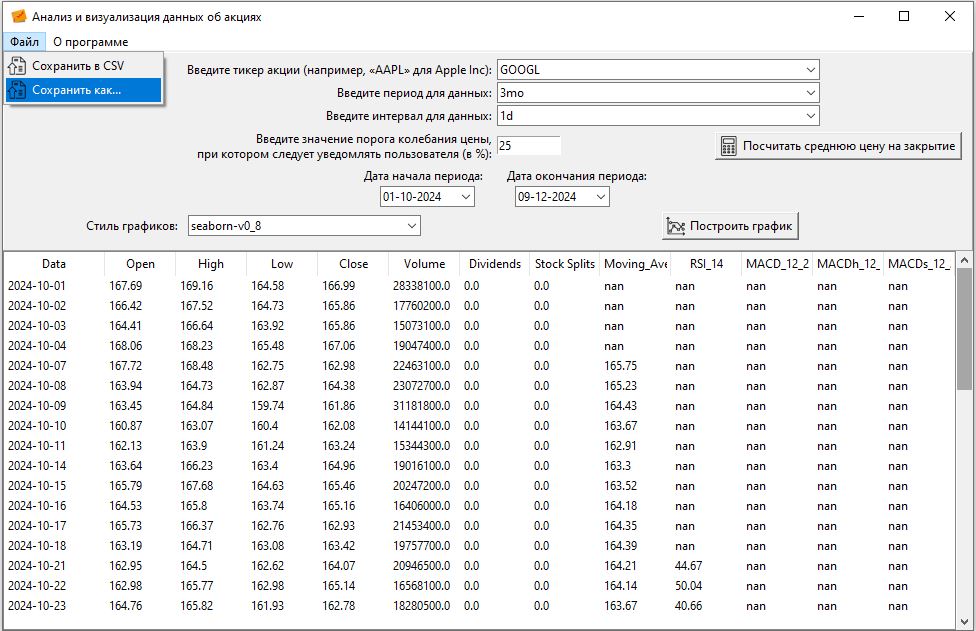 Анализ и визуализация данных об акциях
Файл О программе
Сохранить в CSV
Сохранить как...
Введите тикер акции (например, «AAPL» для Apple Inc): GOOGL
Введите период для данных: 3mo
Введите интервал для данных: 1d
Введите значение порога колебания цены,
при котором следует уведомлять пользователя (в %): 25
Посчитать среднюю цену на закрытие
Дата начала периода: Дата окончания периода:
01-10-2024 09-12-2024
Стиль графиков: seaborn-v0_8 Построить график
Data Open High Low Close Volume Dividends Stock Splits Moving_Ave RSI_14 MACD_12_2 MACDh_12_ MACDs_12_
2024-10-01 167.69 169.16 164.58 166.99 28338100.0 0.0 0.0 nan nan nan nan nan
2024-10-02 166.42 167.52 164.73 165.86 17760200.0 0.0 0.0 nan nan nan nan nan
2024-10-03 164.41 166.64 163.92 165.86 15073100.0 0.0 0.0 nan nan nan nan nan
2024-10-04 168.06 168.23 165.48 167.06 19047400.0 0.0 0.0 nan nan nan nan nan
2024-10-07 167.72 168.48 162.75 162.98 22463100.0 0.0 0.0 165.75 nan nan nan nan
2024-10-08 163.94 164.73 162.87 164.38 23072700.0 0.0 0.0 165.23 nan nan nan nan
2024-10-09 163.45 164.84 159.74 161.86 31181800.0 0.0 0.0 164.43 nan nan nan nan
2024-10-10 160.87 163.07 160.4 162.08 14144100.0 0.0 0.0 163.67 nan nan nan nan
2024-10-11 162.13 163.9 161.24 163.24 15344300.0 0.0 0.0 162.91 nan nan nan nan
2024-10-14 163.64 166.23 163.4 164.96 19016100.0 0.0 0.0 163.3 nan nan nan nan
2024-10-15 165.79 167.68 164.63 165.46 20247200.0 0.0 0.0 163.52 nan nan nan nan
2024-10-16 164.53 165.8 163.74 165.16 16406000.0 0.0 0.0 164.18 nan nan nan nan
2024-10-17 165.73 166.37 162.76 162.93 21453400.0 0.0 0.0 164.35 nan nan nan nan
2024-10-18 163.19 164.71 163.08 163.42 19757700.0 0.0 0.0 164.39 nan nan nan nan
2024-10-21 162.95 164.5 162.62 164.07 20946500.0 0.0 0.0 164.21 44.67 nan nan nan
2024-10-22 162.98 165.77 162.98 165.14 16568100.0 0.0 0.0 164.14 50.04 nan nan nan
2024-10-23 164.76 165.82 161.93 162.78 18280500.0 0.0 0.0 163.67 40.66 nan nan nan